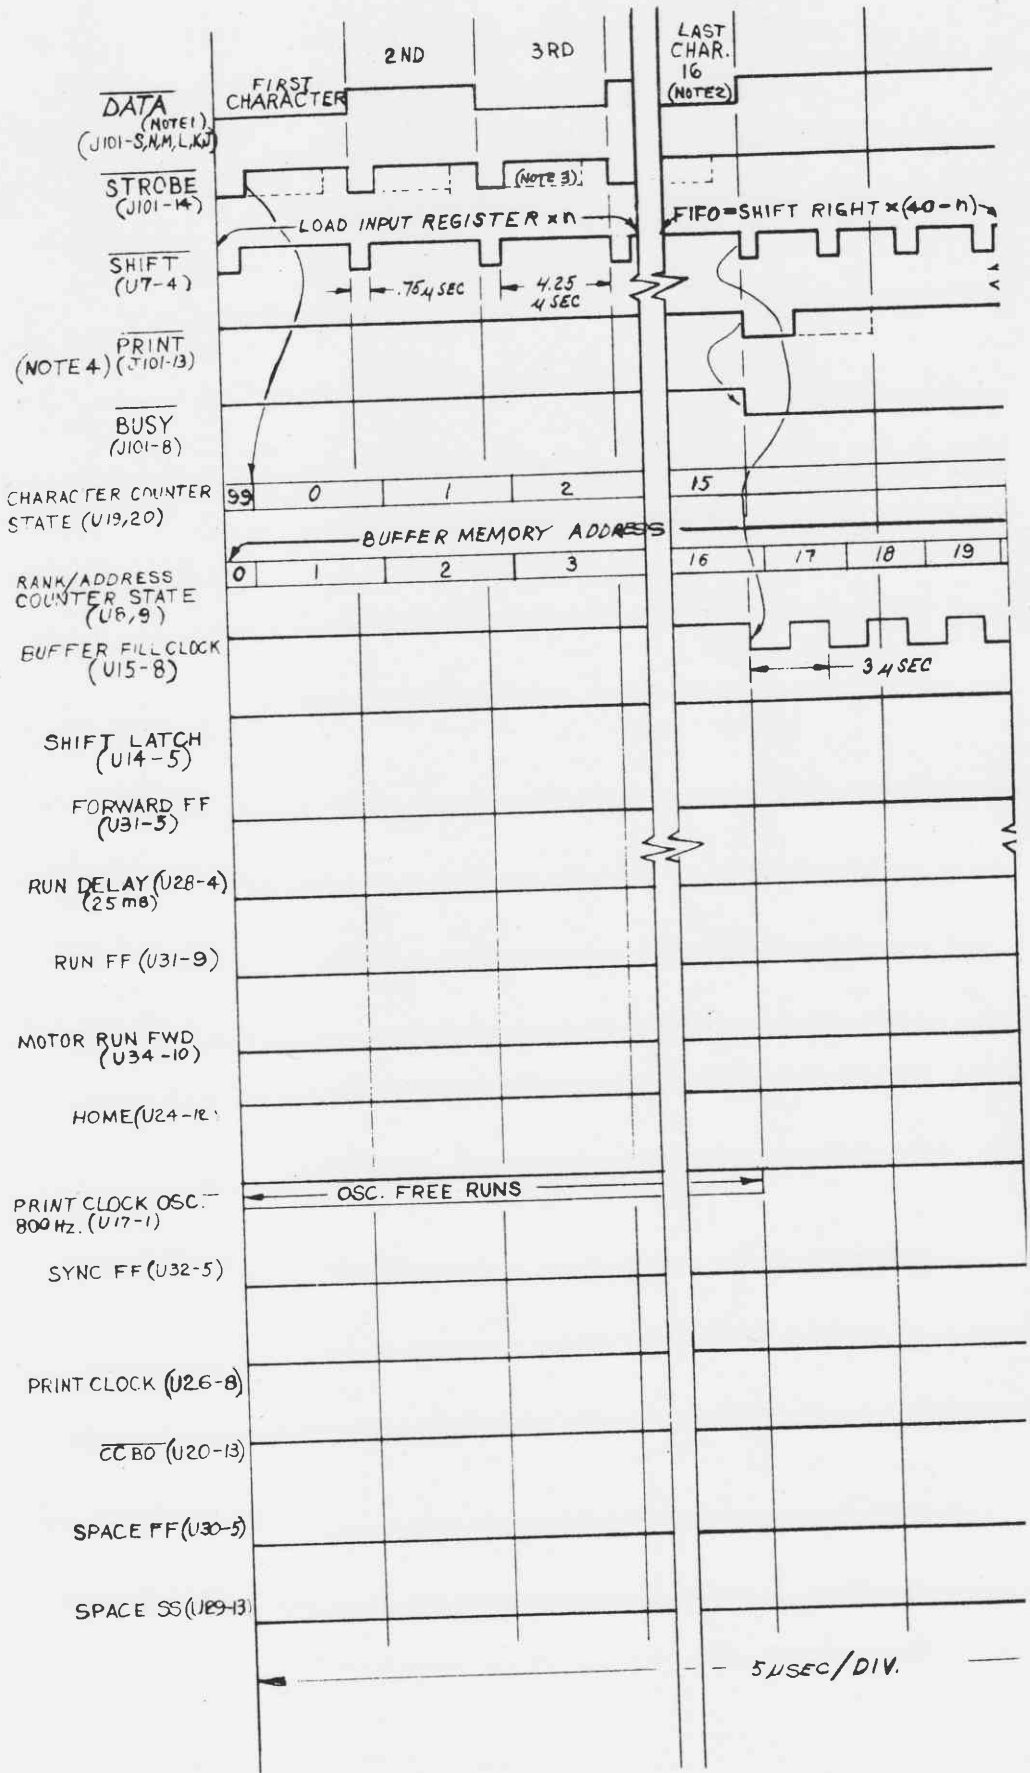 FIRST CHARACTER
2ND
3RD
LAST CHAR. 16 (NOTE2)
DATA
(NOTE1)
(J101-S,N,M,L,K,J)
STROBE
(J101-14)
(NOTE 3)
LOAD INPUT REGISTER x n
FIFO=SHIFT RIGHT x(40-n)
SHIFT
(U7-4)
.75µSEC
4.25 µSEC
PRINT
(NOTE 4) (J101-13)
BUSY
(J101-8)
CHARACTER COUNTER
STATE (U19,20)
99 0 1 2 15
BUFFER MEMORY ADDRESS
RANK/ADDRESS
COUNTER STATE
(U8,9)
0 1 2 3 16 17 18 19
BUFFER FILL CLOCK
(U15-8)
3µSEC
SHIFT LATCH
(U14-5)
FORWARD FF
(U31-5)
RUN DELAY (U28-4)
(25 ms)
RUN FF (U31-9)
MOTOR RUN FWD
(U34-10)
HOME(U24-12)
PRINT CLOCK OSC.
800 HZ. (U17-1)
OSC. FREE RUNS
SYNC FF (U32-5)
PRINT CLOCK (U26-8)
CCBO (U20-13)
SPACE FF(U30-5)
SPACE SS(U29-13)
5µSEC/DIV.